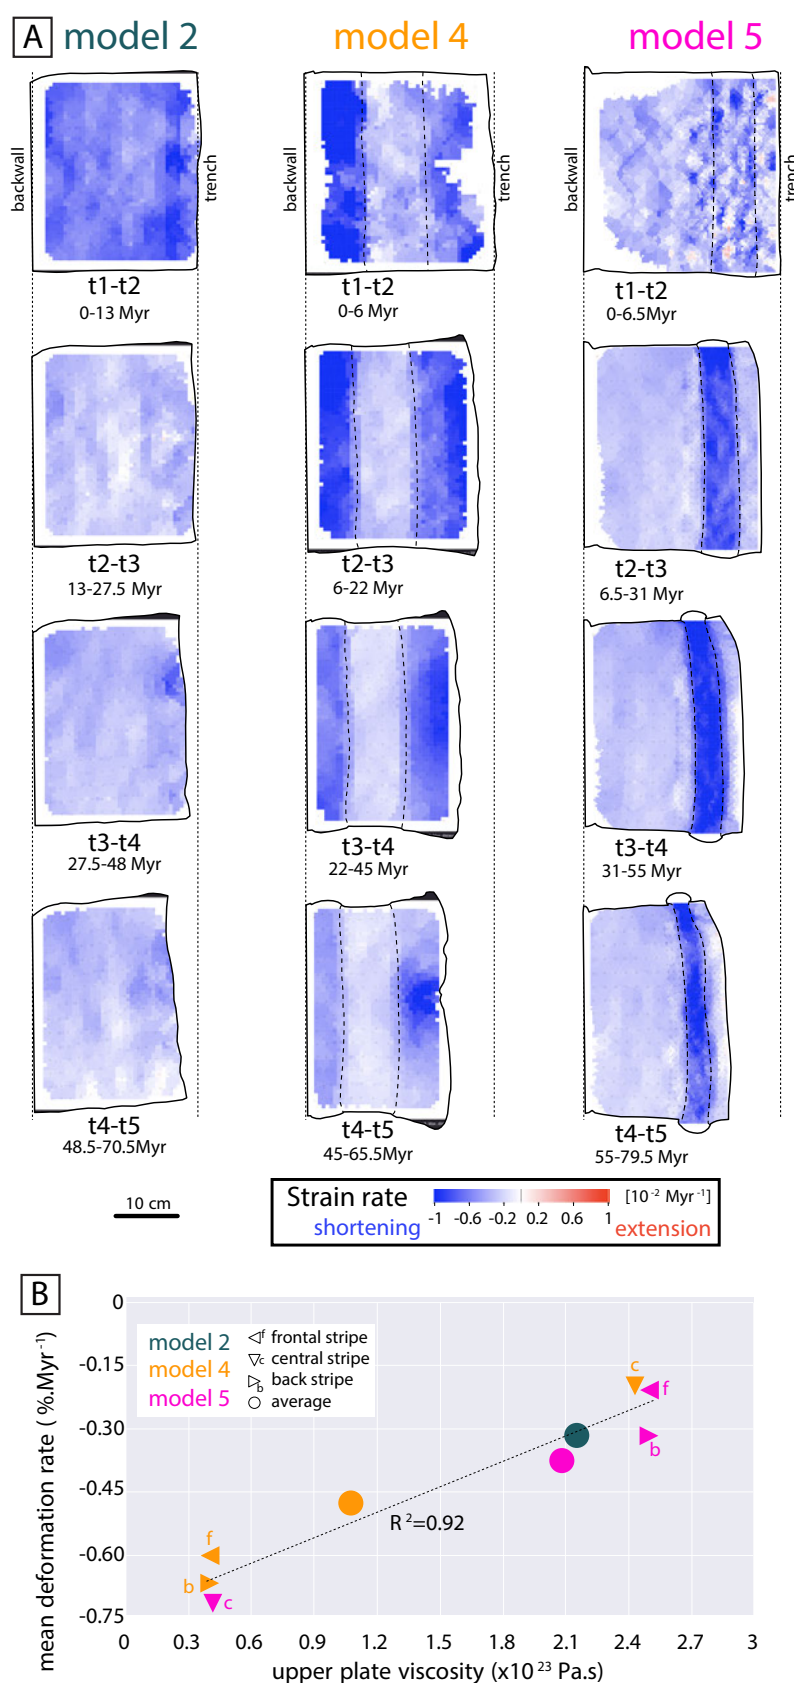 A model 2 model 4 model 5
backwall trench backwall trench backwall trench
t1-t2 t1-t2 t1-t2
0-13 Myr 0-6 Myr 0-6.5Myr
t2-t3 t2-t3 t2-t3
13-27.5 Myr 6-22 Myr 6.5-31 Myr
t3-t4 t3-t4 t3-t4
27.5-48 Myr 22-45 Myr 31-55 Myr
t4-t5 t4-t5 t4-t5
48.5-70.5Myr 45-65.5Myr 55-79.5 Myr
10 cm
Strain rate [10⁻² Myr⁻¹]
shortening -1 -0.6 -0.2 0.2 0.6 1 extension
B
mean deformation rate ( %.Myr⁻¹)
0
-0.15
-0.30
-0.45
-0.60
-0.75
model 2 f frontal stripe
model 4 c central stripe
model 5 b back stripe
average
c
f
b
R²=0.92
f
b
c
0 0.3 0.6 0.9 1.2 1.5 1.8 2.1 2.4 2.7 3
upper plate viscosity (x10²³ Pa.s)